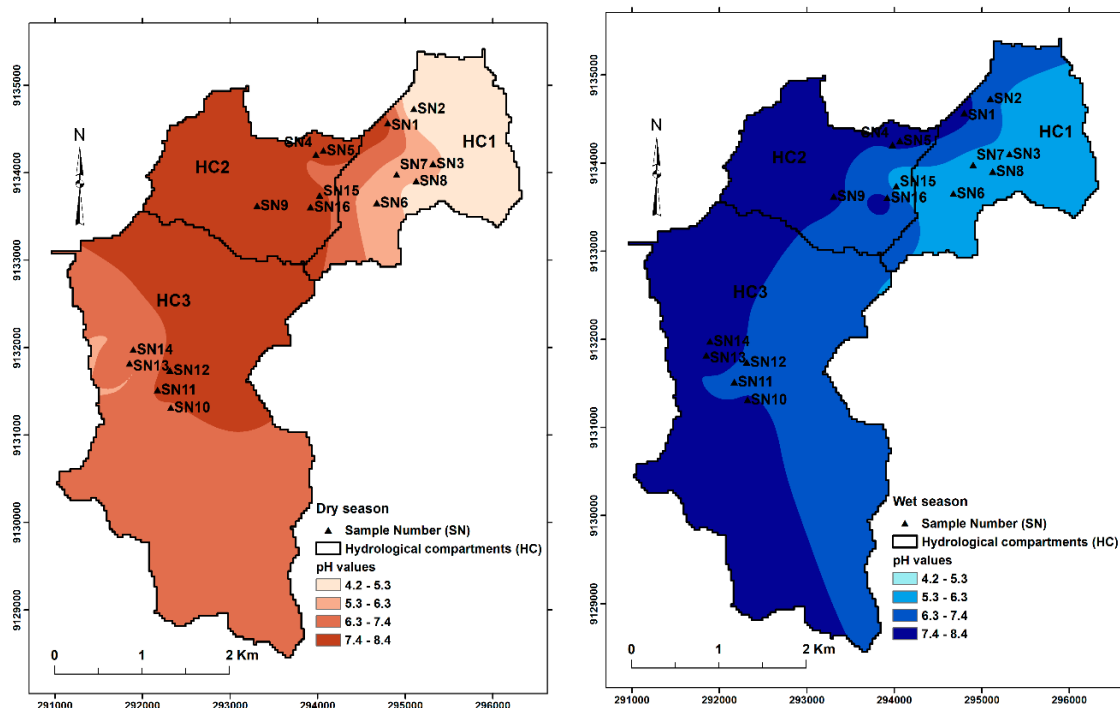 9135000
9134000
9133000
9132000
9131000
9130000
9129000
N
HC1
HC2
HC3
SN2
SN1
SN4
SN5
SN7
SN3
SN8
SN15
SN9
SN16
SN6
SN14
SN13
SN12
SN11
SN10
Dry season
Sample Number (SN)
Hydrological compartments (HC)
pH values
4.2 - 5.3
5.3 - 6.3
6.3 - 7.4
7.4 - 8.4
0 1 2 Km
291000 292000 293000 294000 295000 296000
9135000
9134000
9133000
9132000
9131000
9130000
9129000
N
HC1
HC2
HC3
SN2
SN1
SN4
SN5
SN7
SN3
SN8
SN15
SN9
SN16
SN6
SN14
SN13
SN12
SN11
SN10
Wet season
Sample Number (SN)
Hydrological compartments (HC)
pH values
4.2 - 5.3
5.3 - 6.3
6.3 - 7.4
7.4 - 8.4
0 1 2 Km
291000 292000 293000 294000 295000 296000